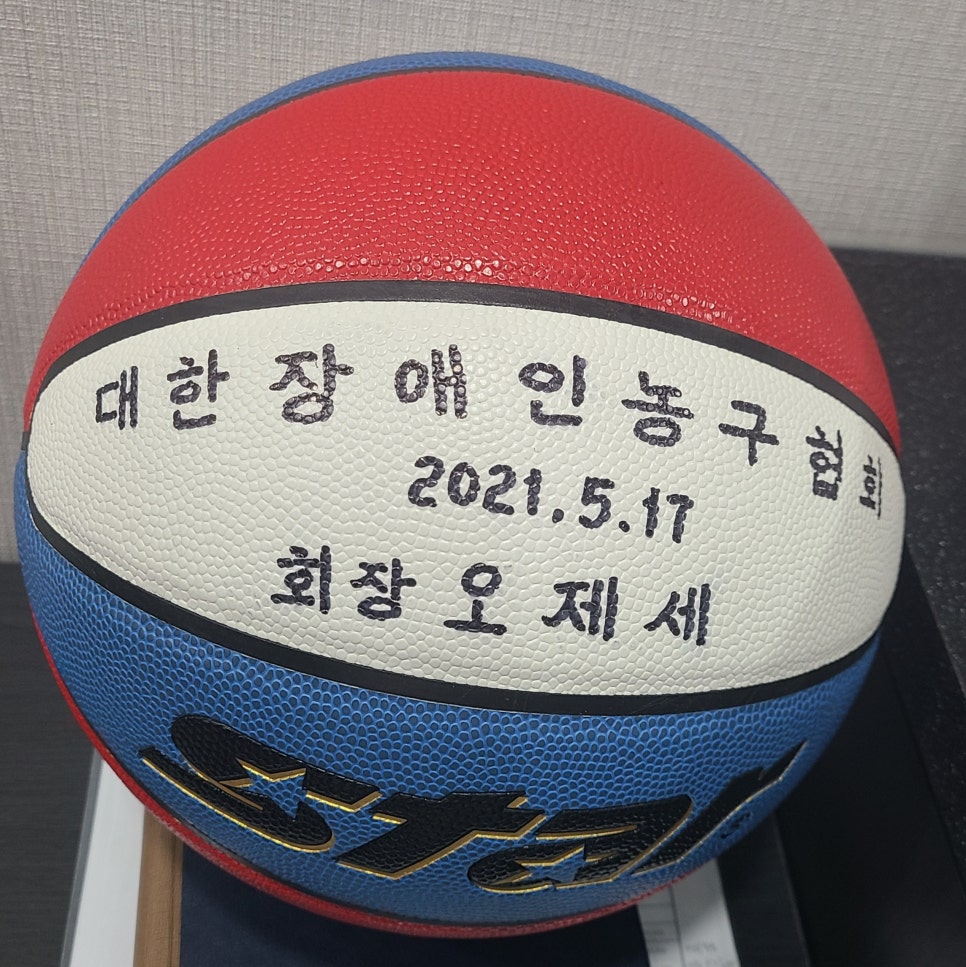 대한장애인농구협회
2021.5.17
회장 오제세
star